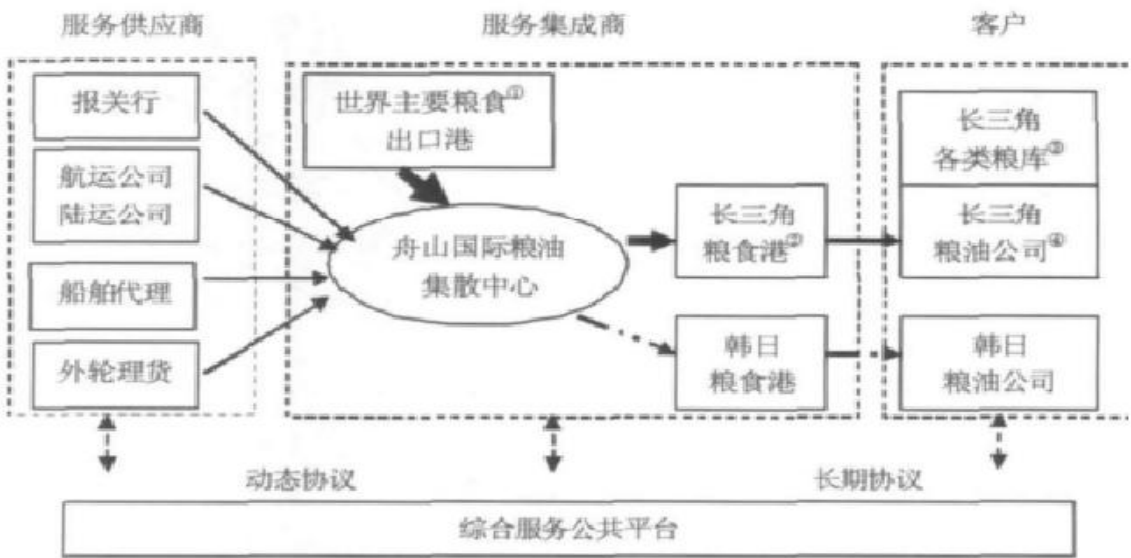 服务供应商
服务集成商
客户
报关行
航运公司
陆运公司
船舶代理
外轮理货
世界主要粮食①
出口港
舟山国际粮油
集散中心
长三角
粮食港②
韩日
粮食港
长三角
各类粮库③
长三角
粮油公司④
韩日
粮油公司
动态协议
长期协议
综合服务公共平台